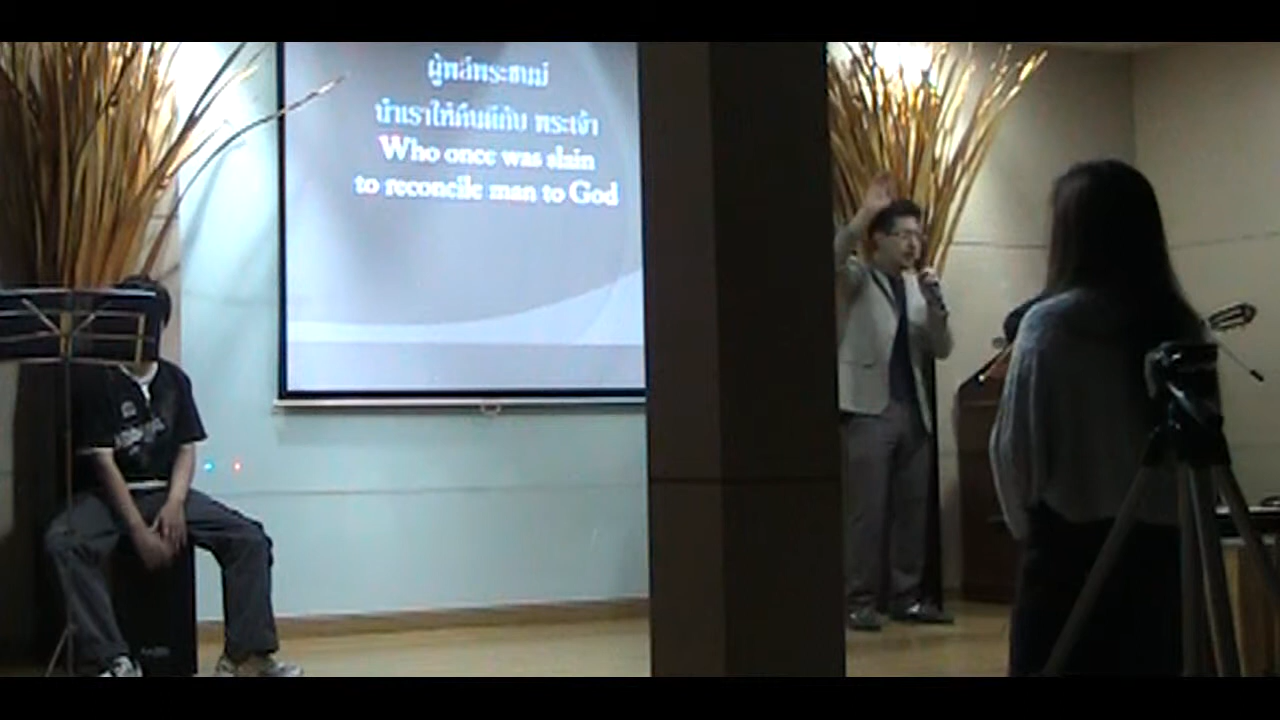 ผู้พลีพระชนม์
นำเราให้คืนดีกับ พระเจ้า
Who once was slain
to reconcile man to God